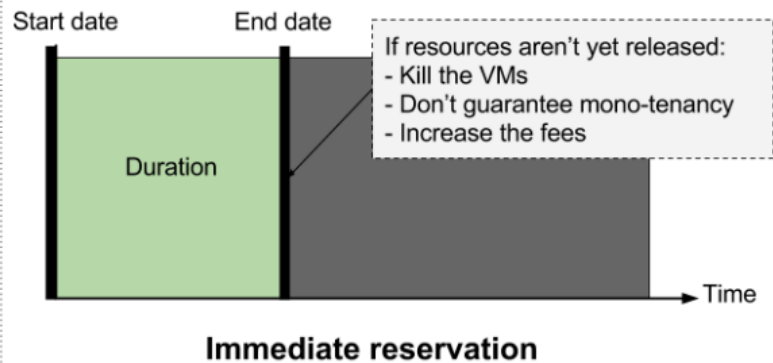 Start date
End date
If resources aren't yet released:
- Kill the VMs
- Don't guarantee mono-tenancy
- Increase the fees
Duration
Time
Immediate reservation